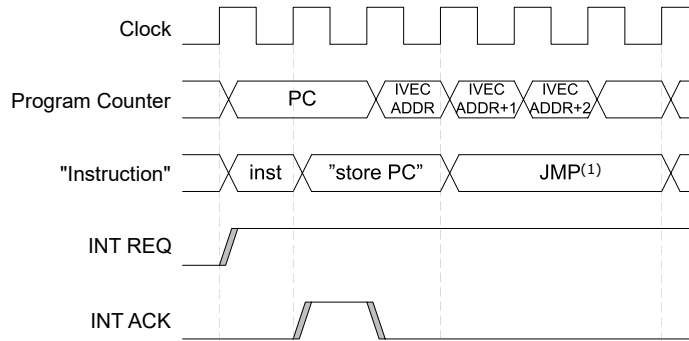 Clock
Program Counter
PC
IVEC
ADDR
IVEC
ADDR+1
IVEC
ADDR+2
"Instruction"
inst
”store PC”
JMP(1)
INT REQ
INT ACK